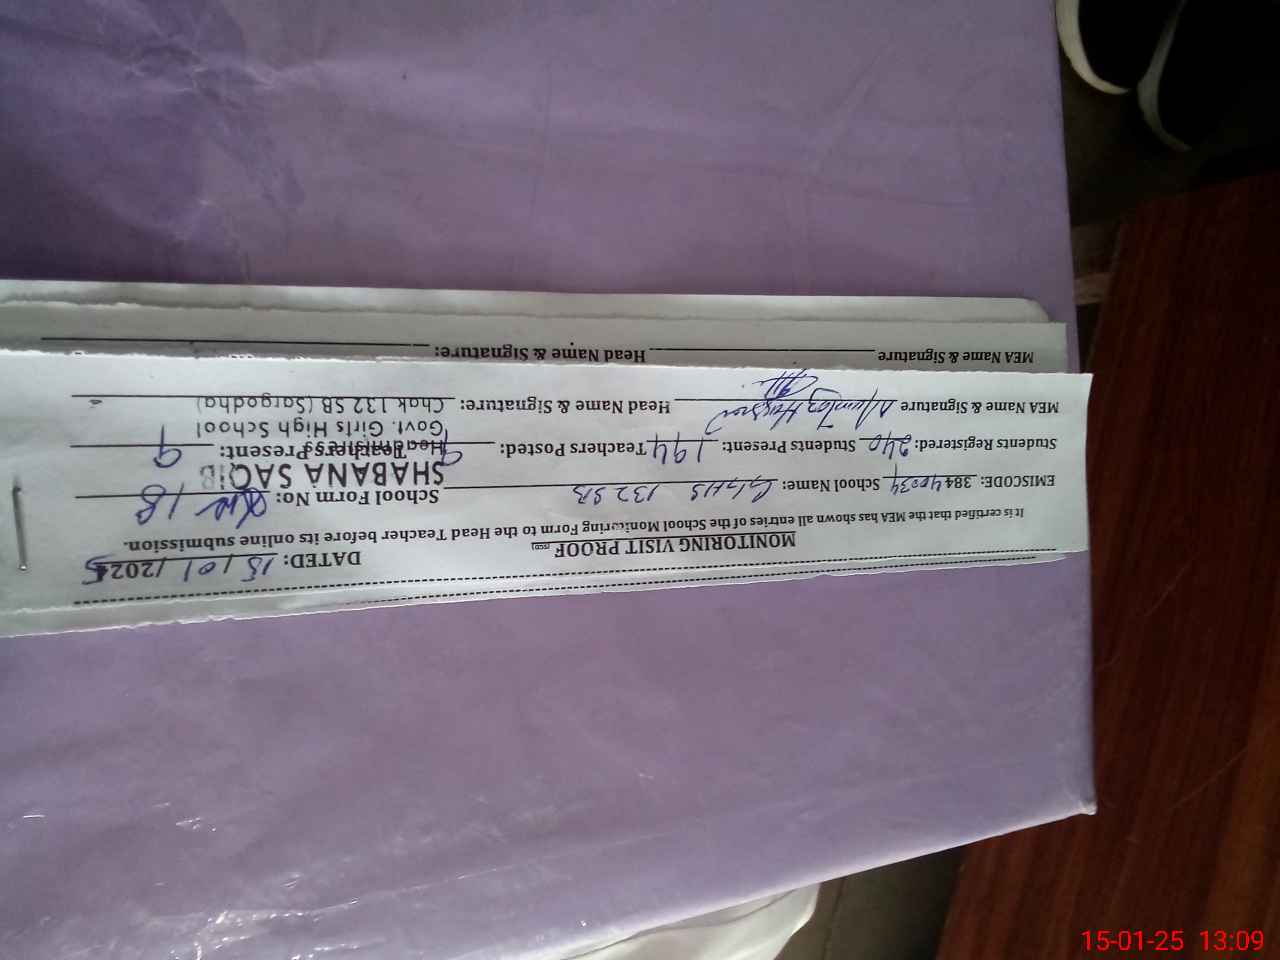 DATED: 15/01/2025
MONITORING VISIT PROOF (SED)
It is certified that the MEA has shown all entries of the School Monitoring Form to the Head Teacher before its online submission.
EMISCODE: 38440034 School Name: GGHS 132 SB School Form No: 18
SHABANA SAQIB
Headmistress
Students Registered: 240 Students Present: 194 Teachers Posted: 9 Teachers Present: 9
Govt. Girls High School
MEA Name & Signature Mumtaz Hussain Head Name & Signature:
Chak 132 SB (Sargodha)
MEA Name & Signature Head Name & Signature:
15-01-25 13:09